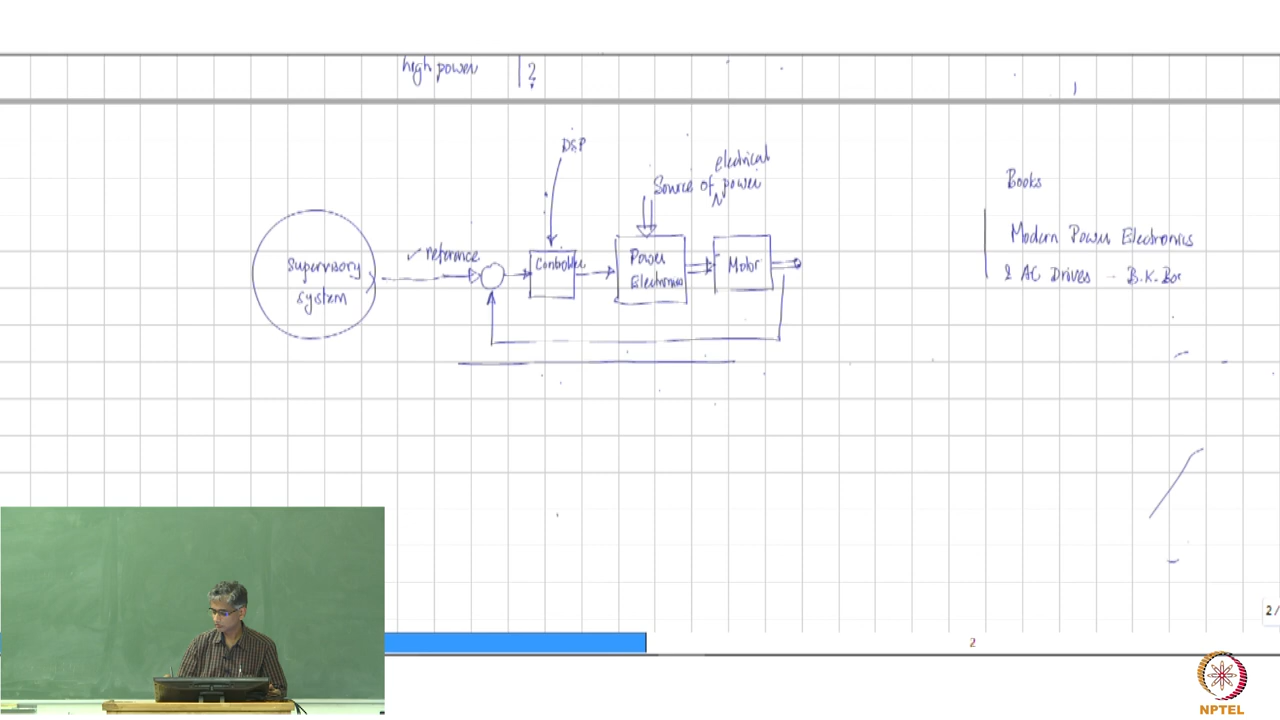 high power ?
1
DSP
electrical
Source of power
Books
reference
Supervisory
system
Controller
Power
Electronics
Motor
Modern Power Electronics
& AC Drives - B.K. Bose
2/
2
NPTEL